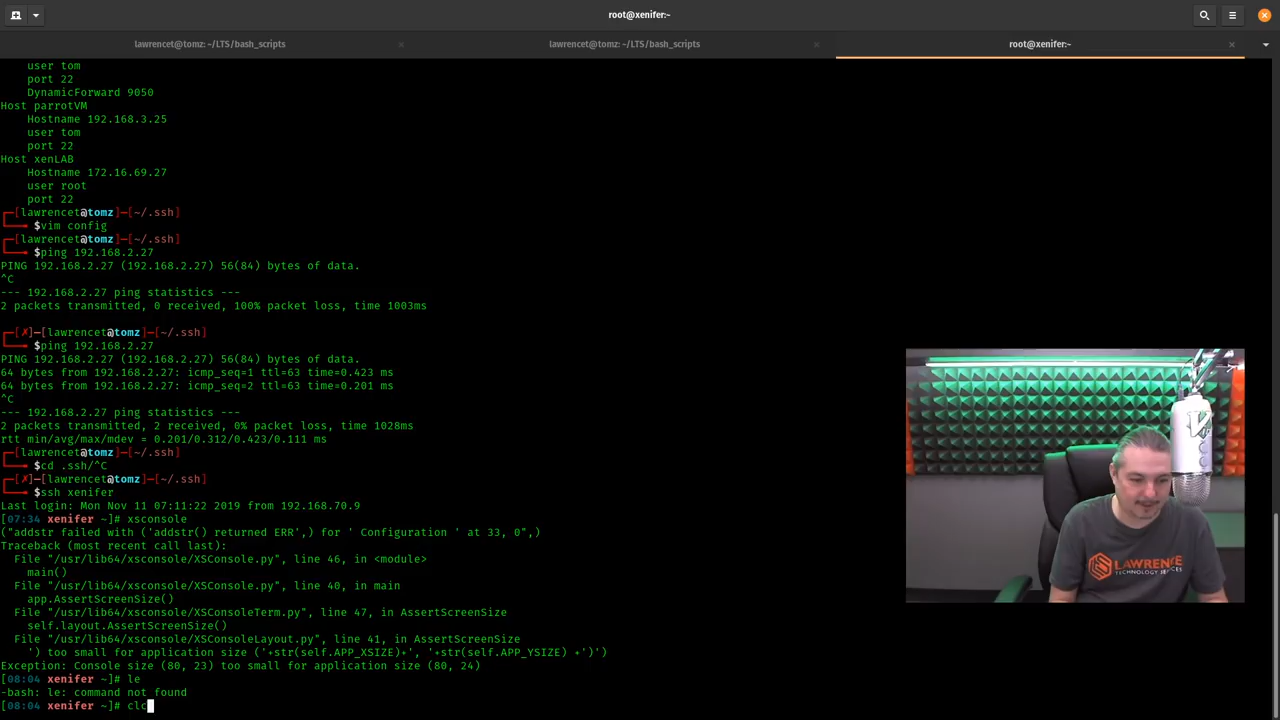 root@xenifer:~
lawrencet@tomz: ~/LTS/bash_scripts
lawrencet@tomz: ~/LTS/bash_scripts
root@xenifer:~
user tom
port 22
DynamicForward 9050
Host parrotVM
Hostname 192.168.3.25
user tom
port 22
Host xenLAB
Hostname 172.16.69.27
user root
port 22
[lawrencet@tomz]─[~/.ssh]
$vim config
[lawrencet@tomz]─[~/.ssh]
$ping 192.168.2.27
PING 192.168.2.27 (192.168.2.27) 56(84) bytes of data.
^C
--- 192.168.2.27 ping statistics ---
2 packets transmitted, 0 received, 100% packet loss, time 1003ms
[✗]─[lawrencet@tomz]─[~/.ssh]
$ping 192.168.2.27
PING 192.168.2.27 (192.168.2.27) 56(84) bytes of data.
64 bytes from 192.168.2.27: icmp_seq=1 ttl=63 time=0.423 ms
64 bytes from 192.168.2.27: icmp_seq=2 ttl=63 time=0.201 ms
^C
--- 192.168.2.27 ping statistics ---
2 packets transmitted, 2 received, 0% packet loss, time 1028ms
rtt min/avg/max/mdev = 0.201/0.312/0.423/0.111 ms
[lawrencet@tomz]─[~/.ssh]
$cd .ssh/^C
[✗]─[lawrencet@tomz]─[~/.ssh]
$ssh xenifer
Last login: Mon Nov 11 07:11:22 2019 from 192.168.70.9
[07:34 xenifer ~]# xsconsole
("addstr failed with ('addstr() returned ERR',) for ' Configuration ' at 33, 0",)
Traceback (most recent call last):
File "/usr/lib64/xsconsole/XSConsole.py", line 46, in <module>
main()
File "/usr/lib64/xsconsole/XSConsole.py", line 40, in main
app.AssertScreenSize()
File "/usr/lib64/xsconsole/XSConsoleTerm.py", line 47, in AssertScreenSize
self.layout.AssertScreenSize()
File "/usr/lib64/xsconsole/XSConsoleLayout.py", line 41, in AssertScreenSize
') too small for application size ('+str(self.APP_XSIZE)+', '+str(self.APP_YSIZE) +')')
Exception: Console size (80, 23) too small for application size (80, 24)
[08:04 xenifer ~]# le
-bash: le: command not found
[08:04 xenifer ~]# clc
LAWRENCE
TECHNOLOGY SERVICES